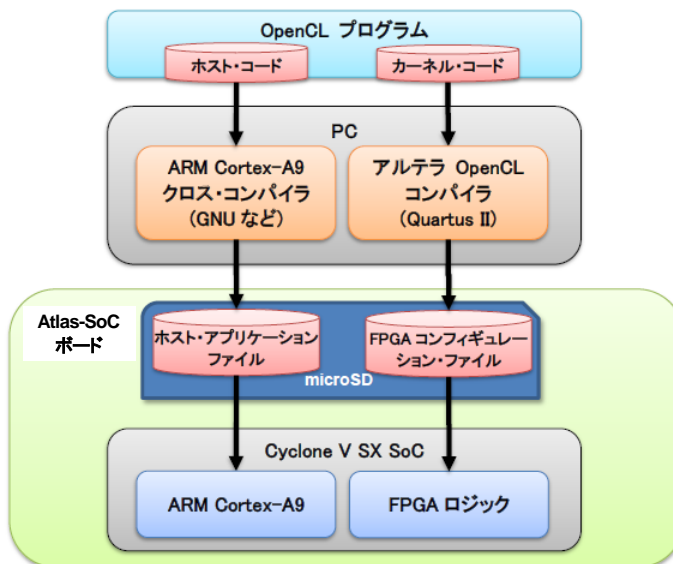 OpenCL プログラム
ホスト・コード
カーネル・コード
PC
ARM Cortex-A9
クロス・コンパイラ
(GNU など)
アルテラ OpenCL
コンパイラ
(Quartus II)
Atlas-SoC
ボード
ホスト・アプリケーション
ファイル
FPGA コンフィギュレー
ション・ファイル
microSD
Cyclone V SX SoC
ARM Cortex-A9
FPGA ロジック